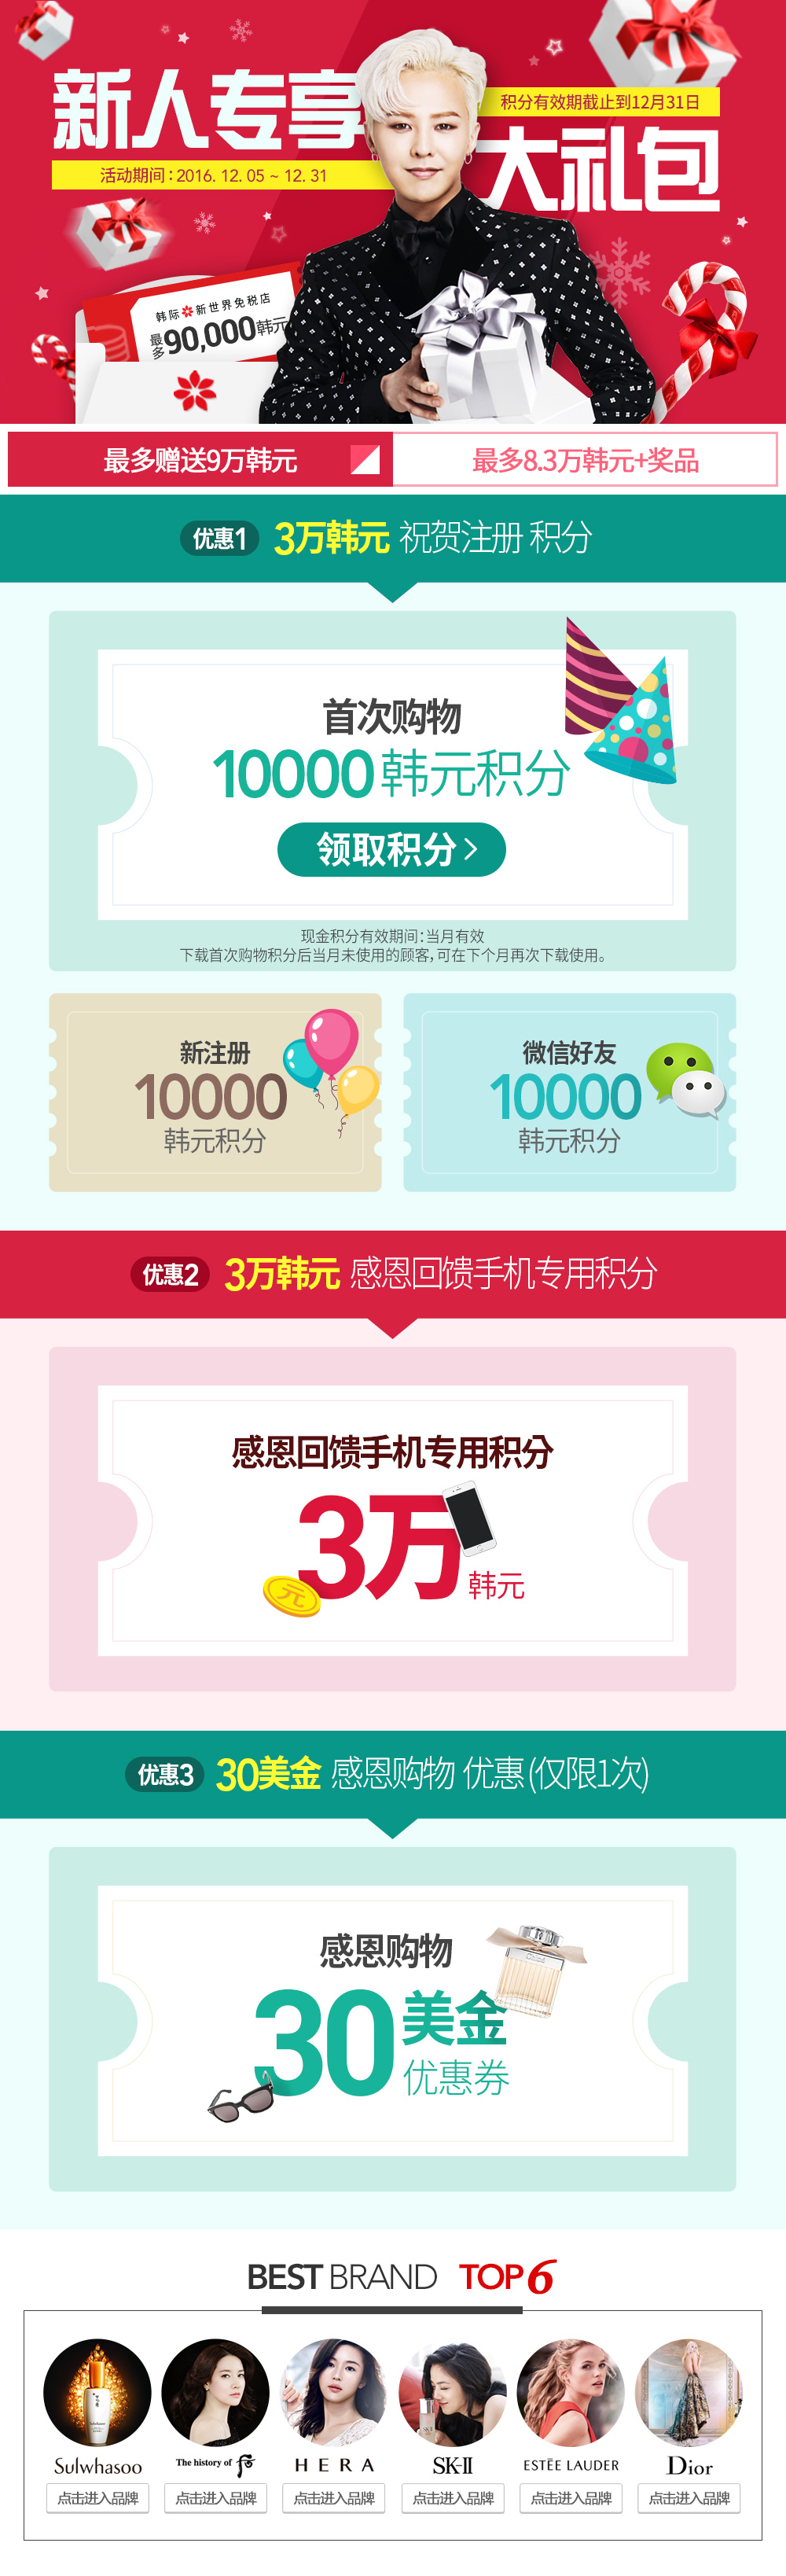 新人专享
积分有效期截止到12月31日
活动期间：2016. 12. 05 ~ 12. 31
大礼包
韩际新世界免税店
最多90,000韩元
最多赠送9万韩元
最多8.3万韩元+奖品
优惠1 3万韩元 祝贺注册 积分
首次购物
10000韩元积分
领取积分 >
现金积分有效期间：当月有效
下载首次购物积分后当月未使用的顾客，可在下个月再次下载使用。
新注册
10000
韩元积分
微信好友
10000
韩元积分
优惠2 3万韩元 感恩回馈手机专用积分
感恩回馈手机专用积分
3万韩元
元
优惠3 30美金 感恩购物 优惠(仅限1次)
感恩购物
30美金
优惠券
BEST BRAND TOP6
Sulwhasoo
The history of 후
HERA
SK-II
ESTĒE LAUDER
Dior
点击进入品牌
点击进入品牌
点击进入品牌
点击进入品牌
点击进入品牌
点击进入品牌